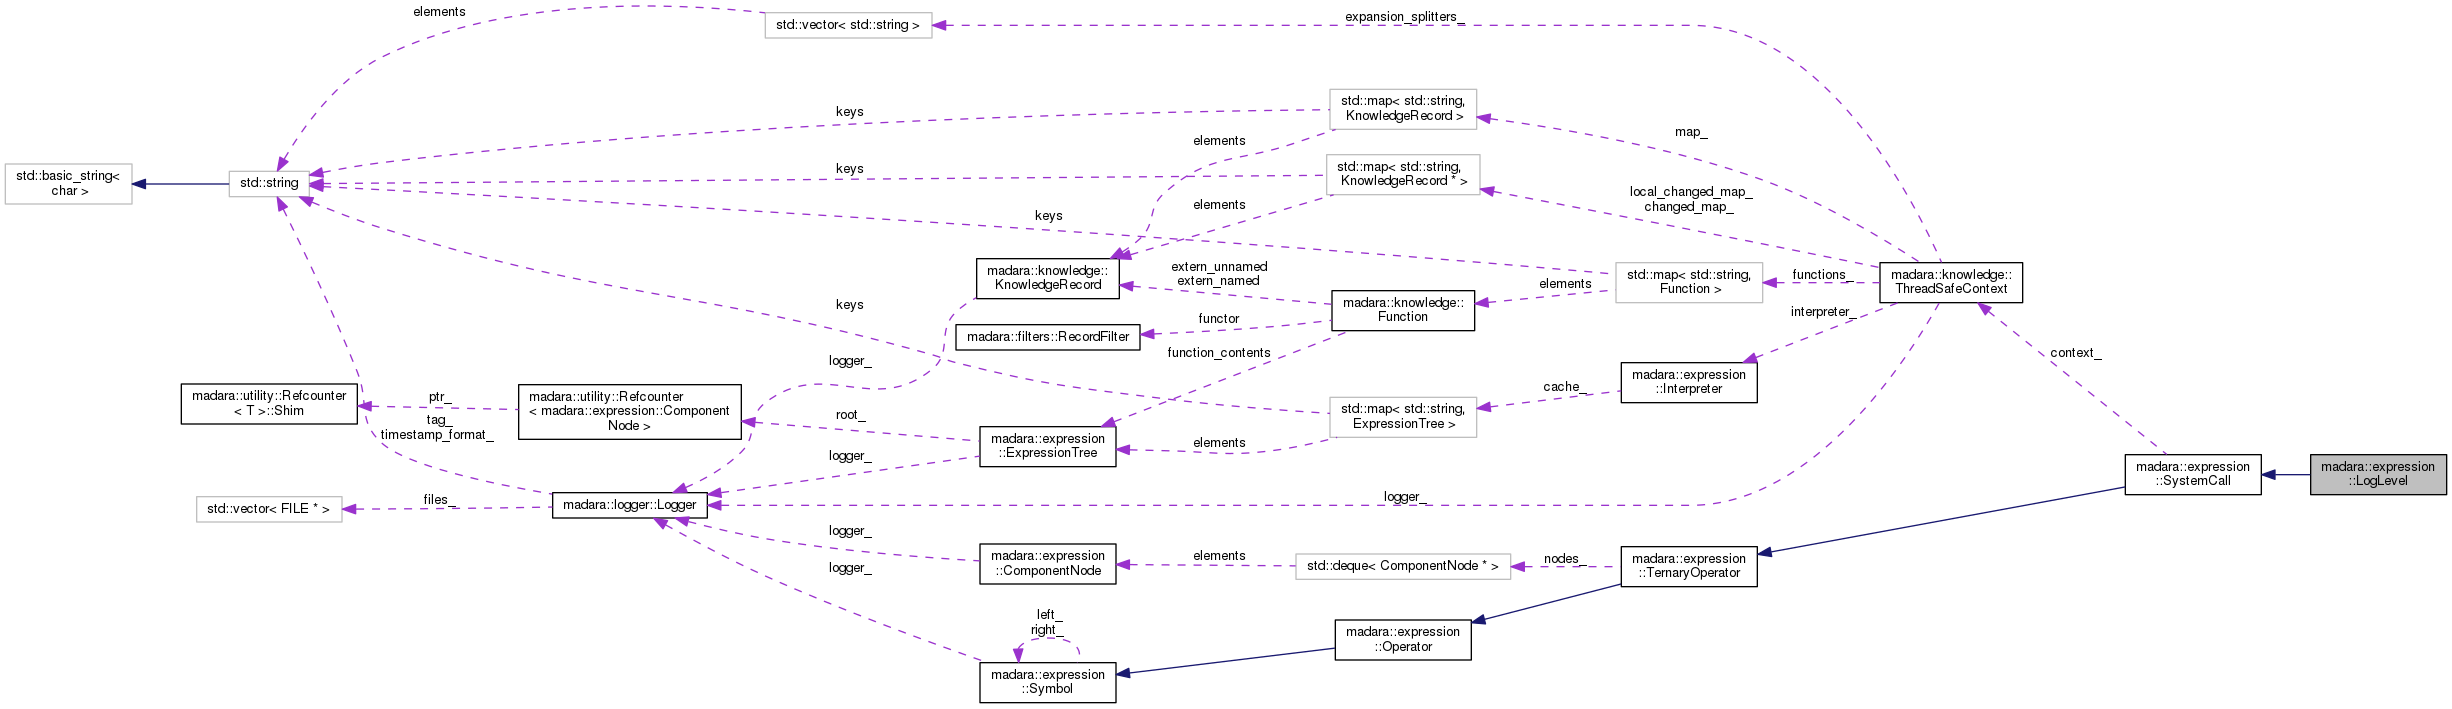 elements
std::vector< std::string >
expansion_splitters_
std::map< std::string,
KnowledgeRecord >
keys
map_
elements
std::map< std::string,
KnowledgeRecord * >
keys
std::basic_string<
char >
std::string
local_changed_map_
changed_map_
elements
keys
madara::knowledge::
KnowledgeRecord
extern_unnamed
extern_named
madara::knowledge::
Function
elements
std::map< std::string,
Function >
functions_
madara::knowledge::
ThreadSafeContext
keys
functor
madara::filters::RecordFilter
interpreter_
logger_
function_contents
context_
madara::utility::Refcounter
< T >::Shim
ptr_
madara::utility::Refcounter
< madara::expression::Component
Node >
root_
cache_
madara::expression
::Interpreter
std::map< std::string,
ExpressionTree >
tag_
timestamp_format_
madara::expression
::ExpressionTree
elements
logger_
madara::expression
::SystemCall
madara::expression
::LogLevel
std::vector< FILE * >
files_
madara::logger::Logger
logger_
logger_
madara::expression
::ComponentNode
elements
std::deque< ComponentNode * >
nodes_
madara::expression
::TernaryOperator
logger_
left_
right_
madara::expression
::Operator
madara::expression
::Symbol